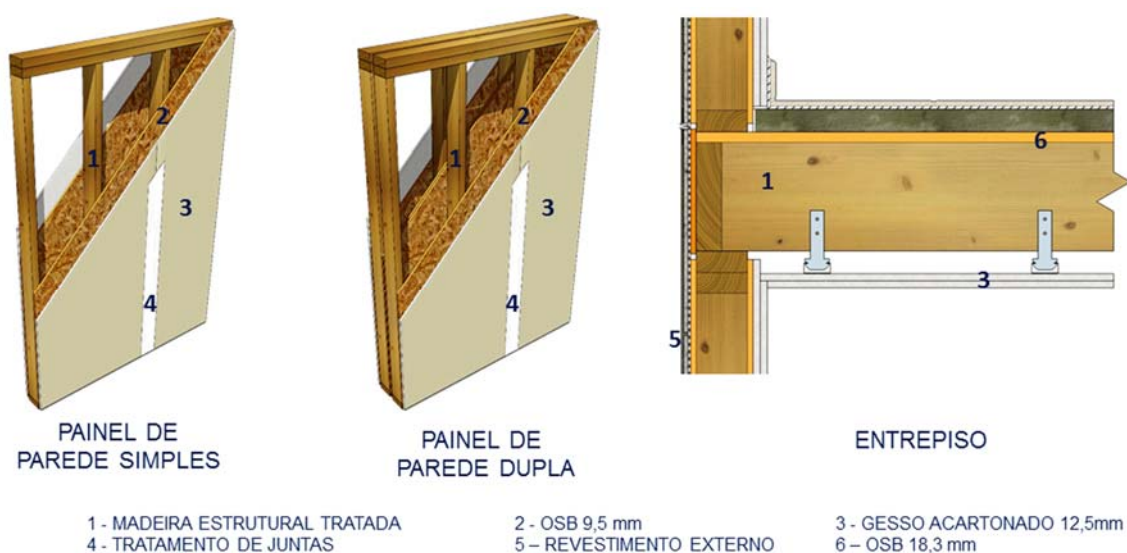 1
2
3
4
1
2
3
4
6
1
3
5
PAINEL DE
PAREDE SIMPLES
PAINEL DE
PAREDE DUPLA
ENTREPISO
1 - MADEIRA ESTRUTURAL TRATADA
2 - OSB 9,5 mm
3 - GESSO ACARTONADO 12,5mm
4 - TRATAMENTO DE JUNTAS
5 – REVESTIMENTO EXTERNO
6 – OSB 18,3 mm